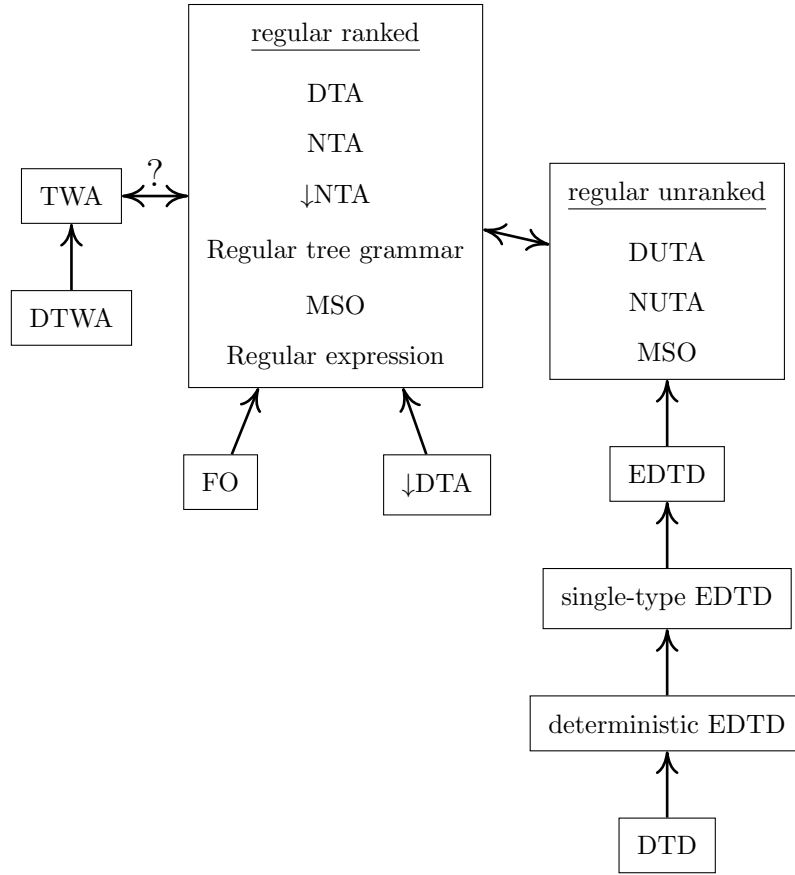 regular ranked
DTA
NTA
↓NTA
Regular tree grammar
MSO
Regular expression
?
TWA
DTWA
regular unranked
DUTA
NUTA
MSO
FO
↓DTA
EDTD
single-type EDTD
deterministic EDTD
DTD